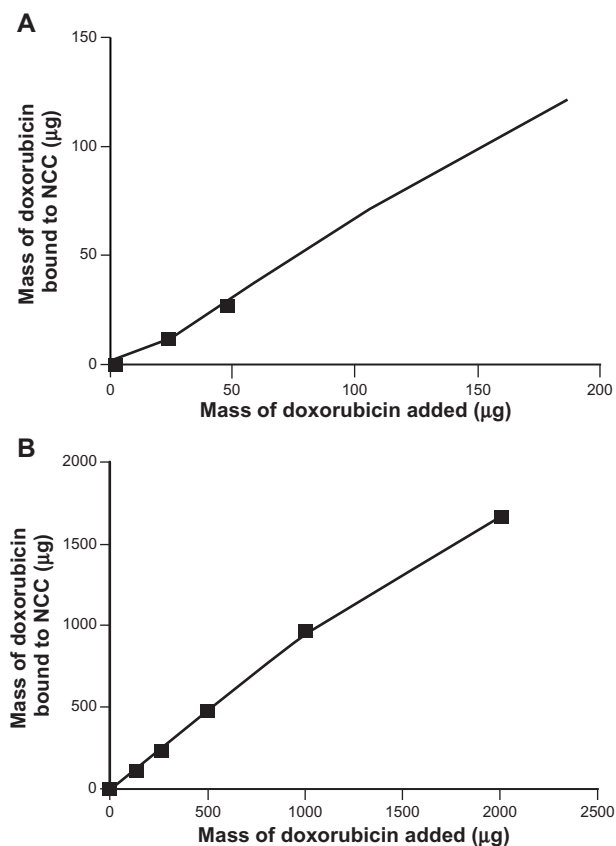 A
Mass of doxorubicin
bound to NCC (μg)
150
100
50
0
0
50
100
150
200
Mass of doxorubicin added (μg)
B
Mass of doxorubicin
bound to NCC (μg)
2000
1500
1000
500
0
0
500
1000
1500
2000
2500
Mass of doxorubicin added (μg)